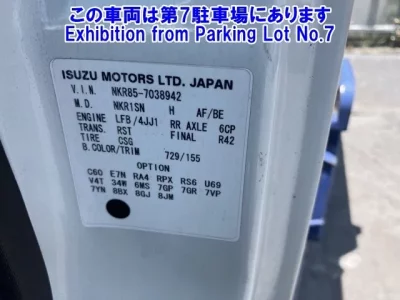 この車両は第7駐車場にあります
Exhibition from Parking Lot No.7
ISUZU MOTORS LTD. JAPAN
V.I.N. NKR85-7038942
M.D. NKR1SN H AF/BE
ENGINE LFB/4JJ1 RR AXLE 6CP
TRANS. RST FINAL R42
TIRE CSG
B.COLOR/TRIM 729/155
OPTION
C60 E7N RA4 RPX RS6 U69
V4T 34W 6MS 7GP 7GR 7VP
7YN 8BX 8GJ 8JM